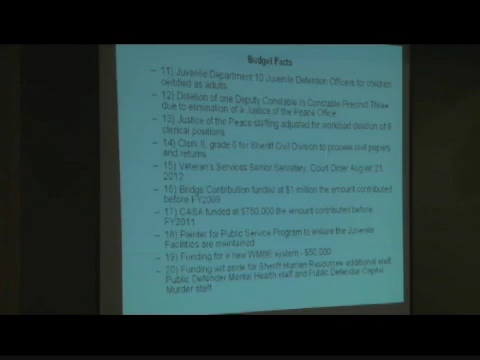 Budget Facts
– 11) Juvenile Department 10 Juvenile Detention Officers for children
certified as adults
– 12) Deletion of one Deputy Constable in Constable Precinct Three
due to elimination of a Justice of the Peace Office
– 13) Justice of the Peace staffing adjusted for workload deletion of 8
clerical positions
– 14) Clerk II, grade 6 for Sheriff Civil Division to process civil papers
and returns
– 15) Veteran's Services Senior Secretary, Court Order August 21,
2012
– 16) Bridge Contribution funded at $1 million the amount contributed
before FY2009
– 17) CASA funded at $750,000 the amount contributed before
FY2011
– 18) Painter for Public Service Program to ensure the Juvenile
Facilities are maintained
– 19) Funding for a new WMBE system - $50,000
– 20) Funding set aside for Sheriff Human Resources additional staff,
Public Defender Mental Health staff and Public Defender Capital
Murder staff